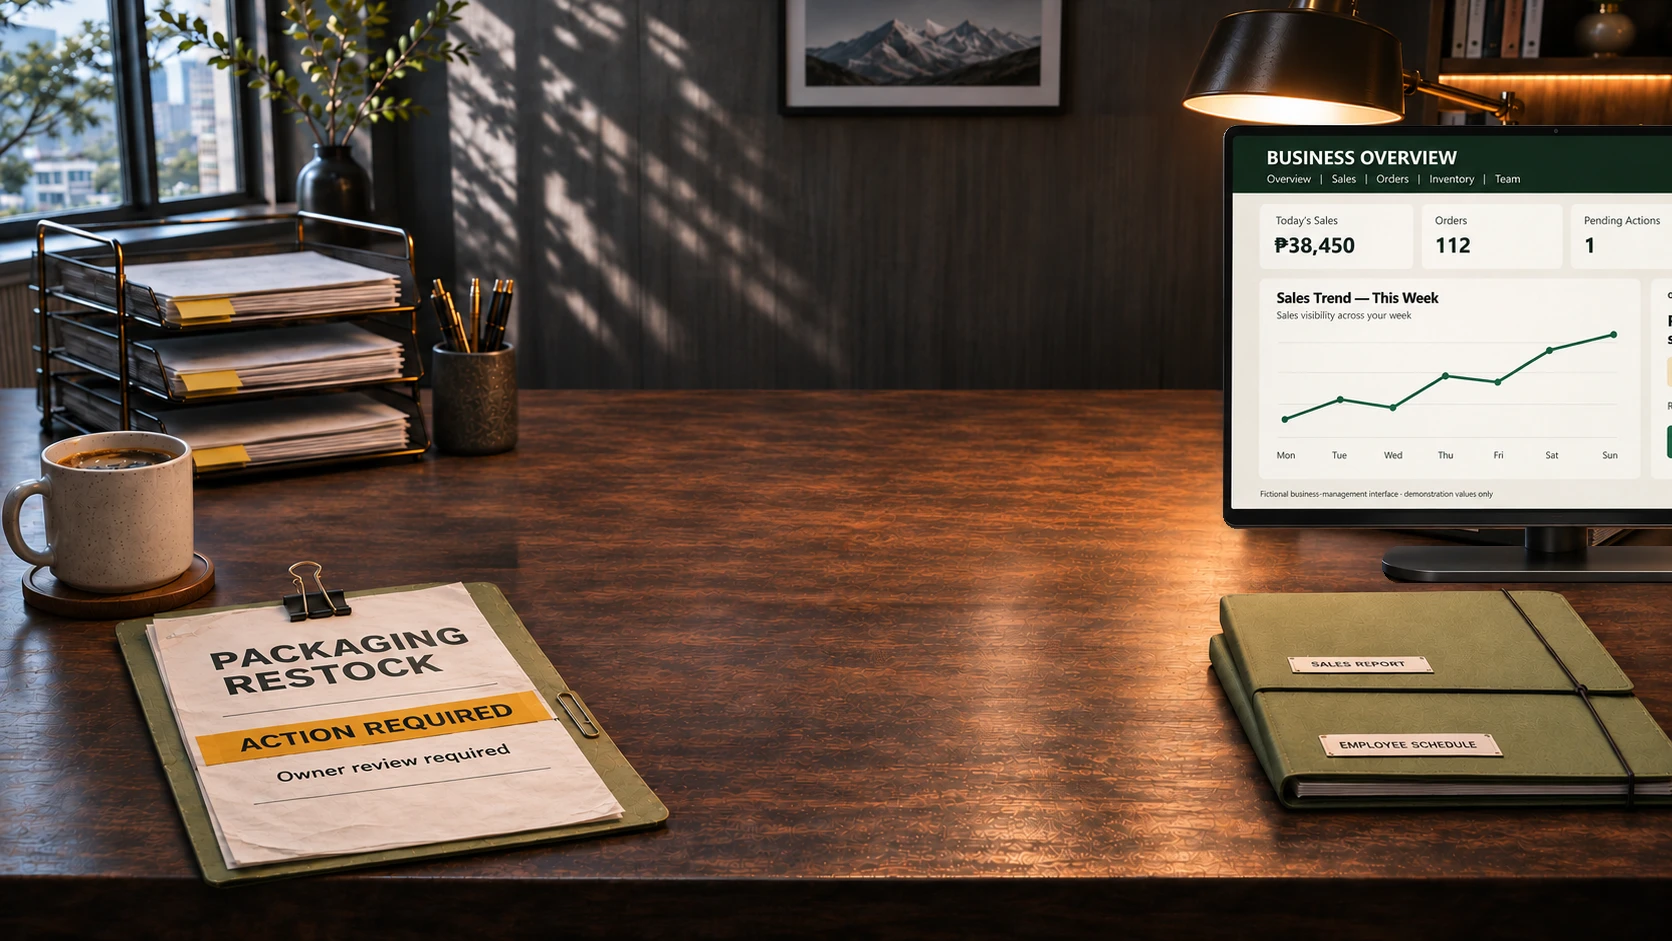 BUSINESS OVERVIEW
Overview | Sales | Orders | Inventory | Team
Today's Sales
₱38,450
Orders
112
Pending Actions
1
Sales Trend — This Week
Sales visibility across your week
Mon Tue Wed Thu Fri Sat Sun
Fictional business-management interface · demonstration values only
PACKAGING
RESTOCK
ACTION REQUIRED
Owner review required
SALES REPORT
EMPLOYEE SCHEDULE